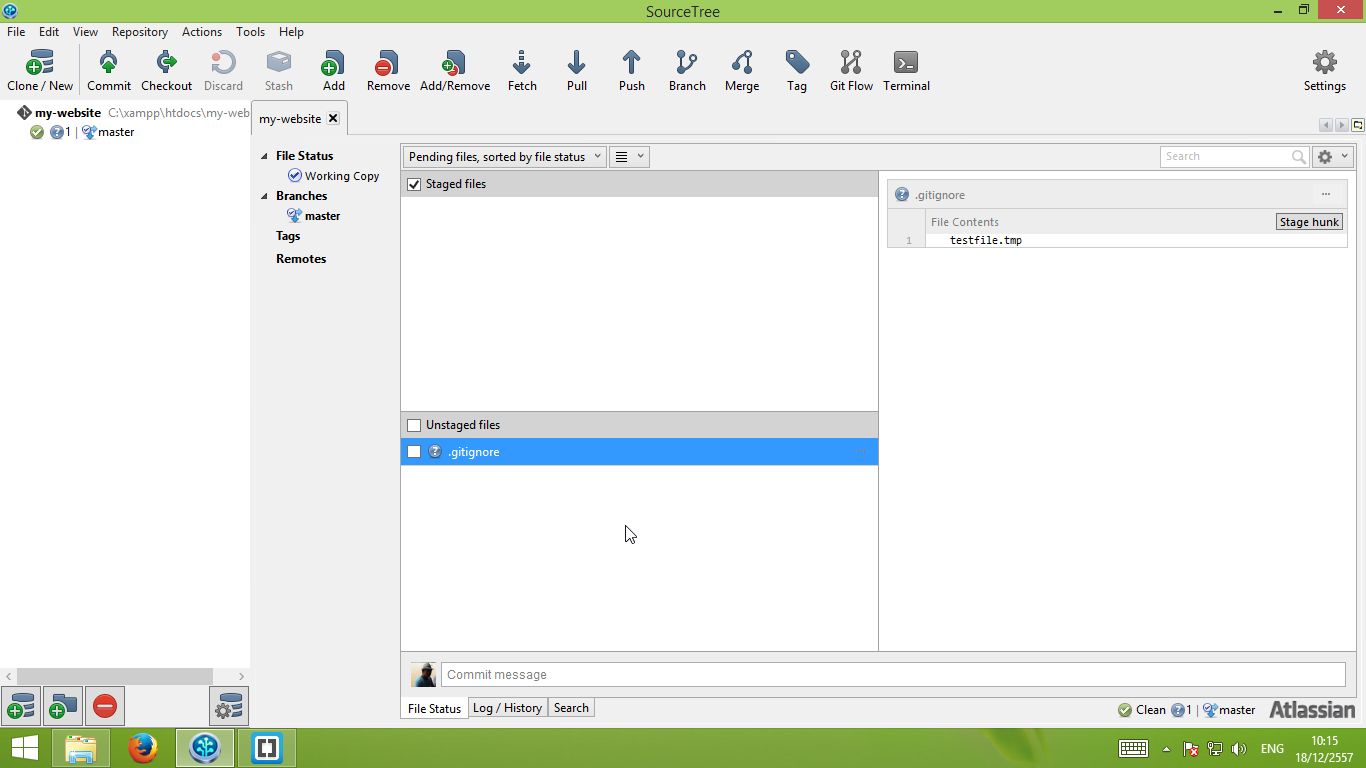 SourceTree
File Edit View Repository Actions Tools Help
Clone / New Commit Checkout Discard Stash Add Remove Add/Remove Fetch Pull Push Branch Merge Tag Git Flow Terminal Settings
my-website C:\xampp\htdocs\my-web
1 | master
my-website
File Status
Working Copy
Branches
master
Tags
Remotes
Pending files, sorted by file status
Search
Staged files
Unstaged files
.gitignore
.gitignore
File Contents
Stage hunk
1 testfile.tmp
Commit message
File Status Log / History Search
Clean 1 | master Atlassian
ENG
10:15
18/12/2557